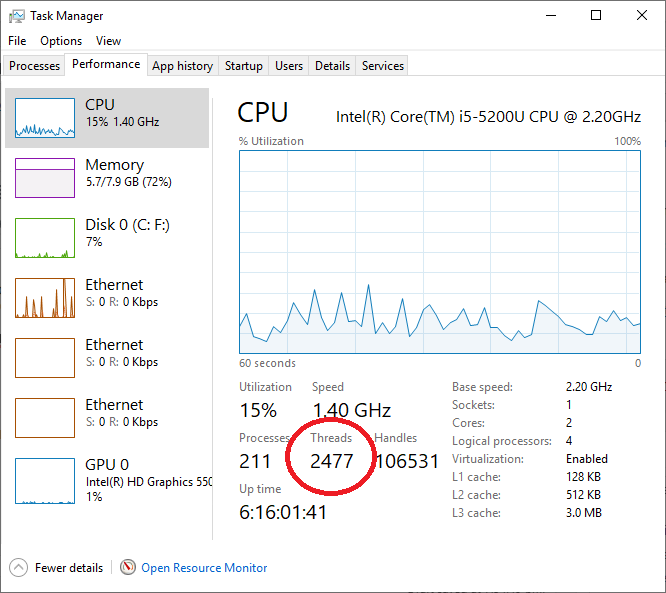 Task Manager
File Options View
Processes Performance App history Startup Users Details Services
CPU
15% 1.40 GHz
Memory
5.7/7.9 GB (72%)
Disk 0 (C: F:)
7%
Ethernet
S: 0 R: 0 Kbps
Ethernet
S: 0 R: 0 Kbps
Ethernet
S: 0 R: 0 Kbps
GPU 0
Intel(R) HD Graphics 550
1%
CPU Intel(R) Core(TM) i5-5200U CPU @ 2.20GHz
% Utilization 100%
60 seconds 0
Utilization Speed
15% 1.40 GHz
Processes Threads Handles
211 2477 106531
Up time
6:16:01:41
Base speed: 2.20 GHz
Sockets: 1
Cores: 2
Logical processors: 4
Virtualization: Enabled
L1 cache: 128 KB
L2 cache: 512 KB
L3 cache: 3.0 MB
Fewer details Open Resource Monitor